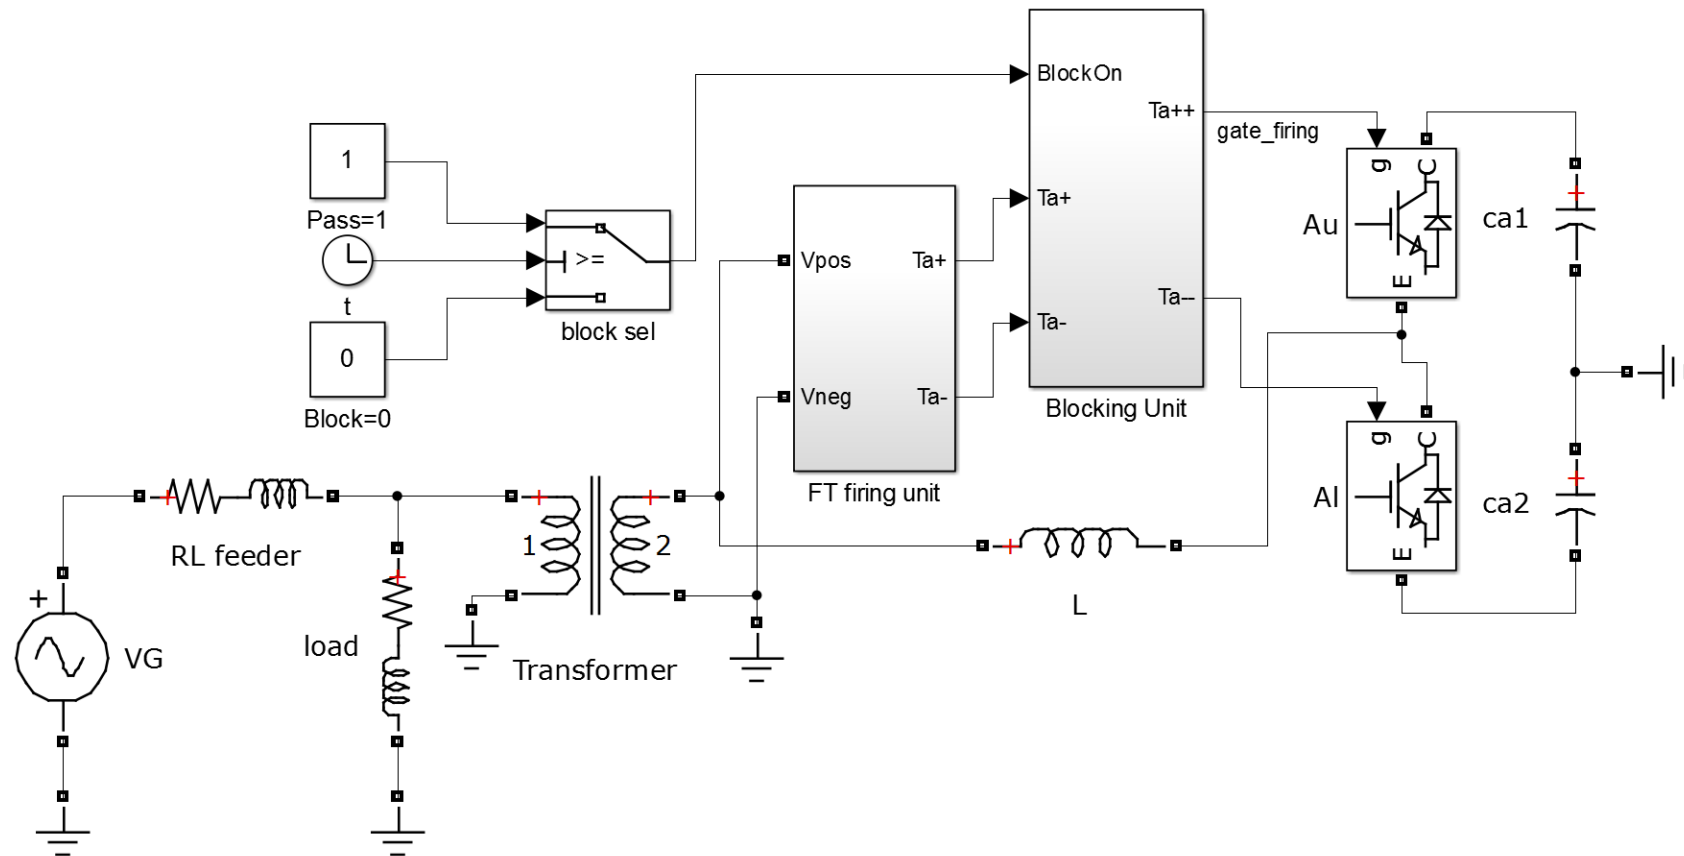 BlockOn
Ta++
gate_firing
1
g
C
Pass=1
Ta+
Au
ca1
>=
Vpos
Ta+
E
Ta--
t
block sel
Ta-
0
Vneg
Ta-
Block=0
Blocking Unit
g
C
FT firing unit
Al
ca2
RL feeder
1
2
E
+
L
load
VG
Transformer